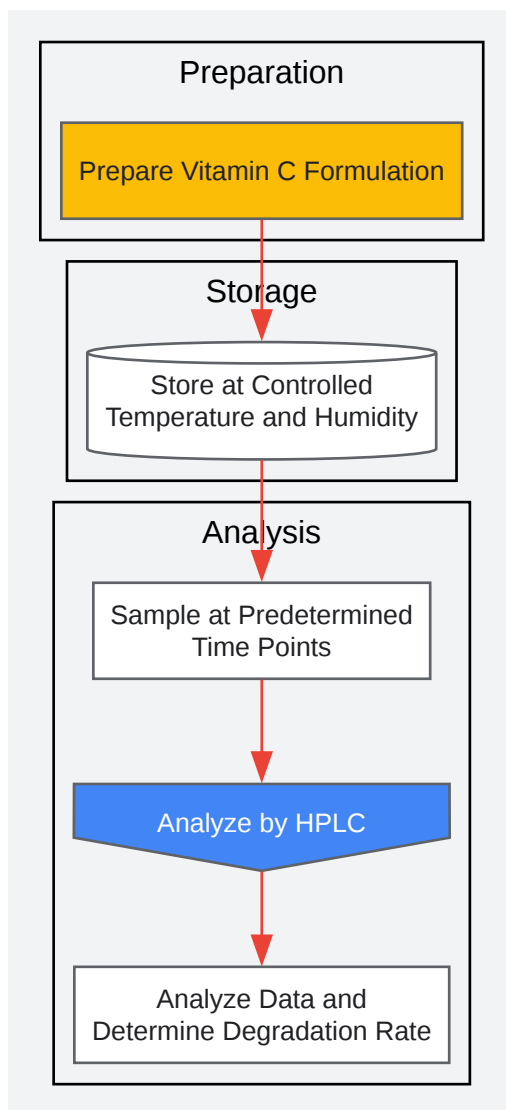 Preparation
Prepare Vitamin C Formulation
Storage
Store at Controlled
Temperature and Humidity
Analysis
Sample at Predetermined
Time Points
Analyze by HPLC
Analyze Data and
Determine Degradation Rate